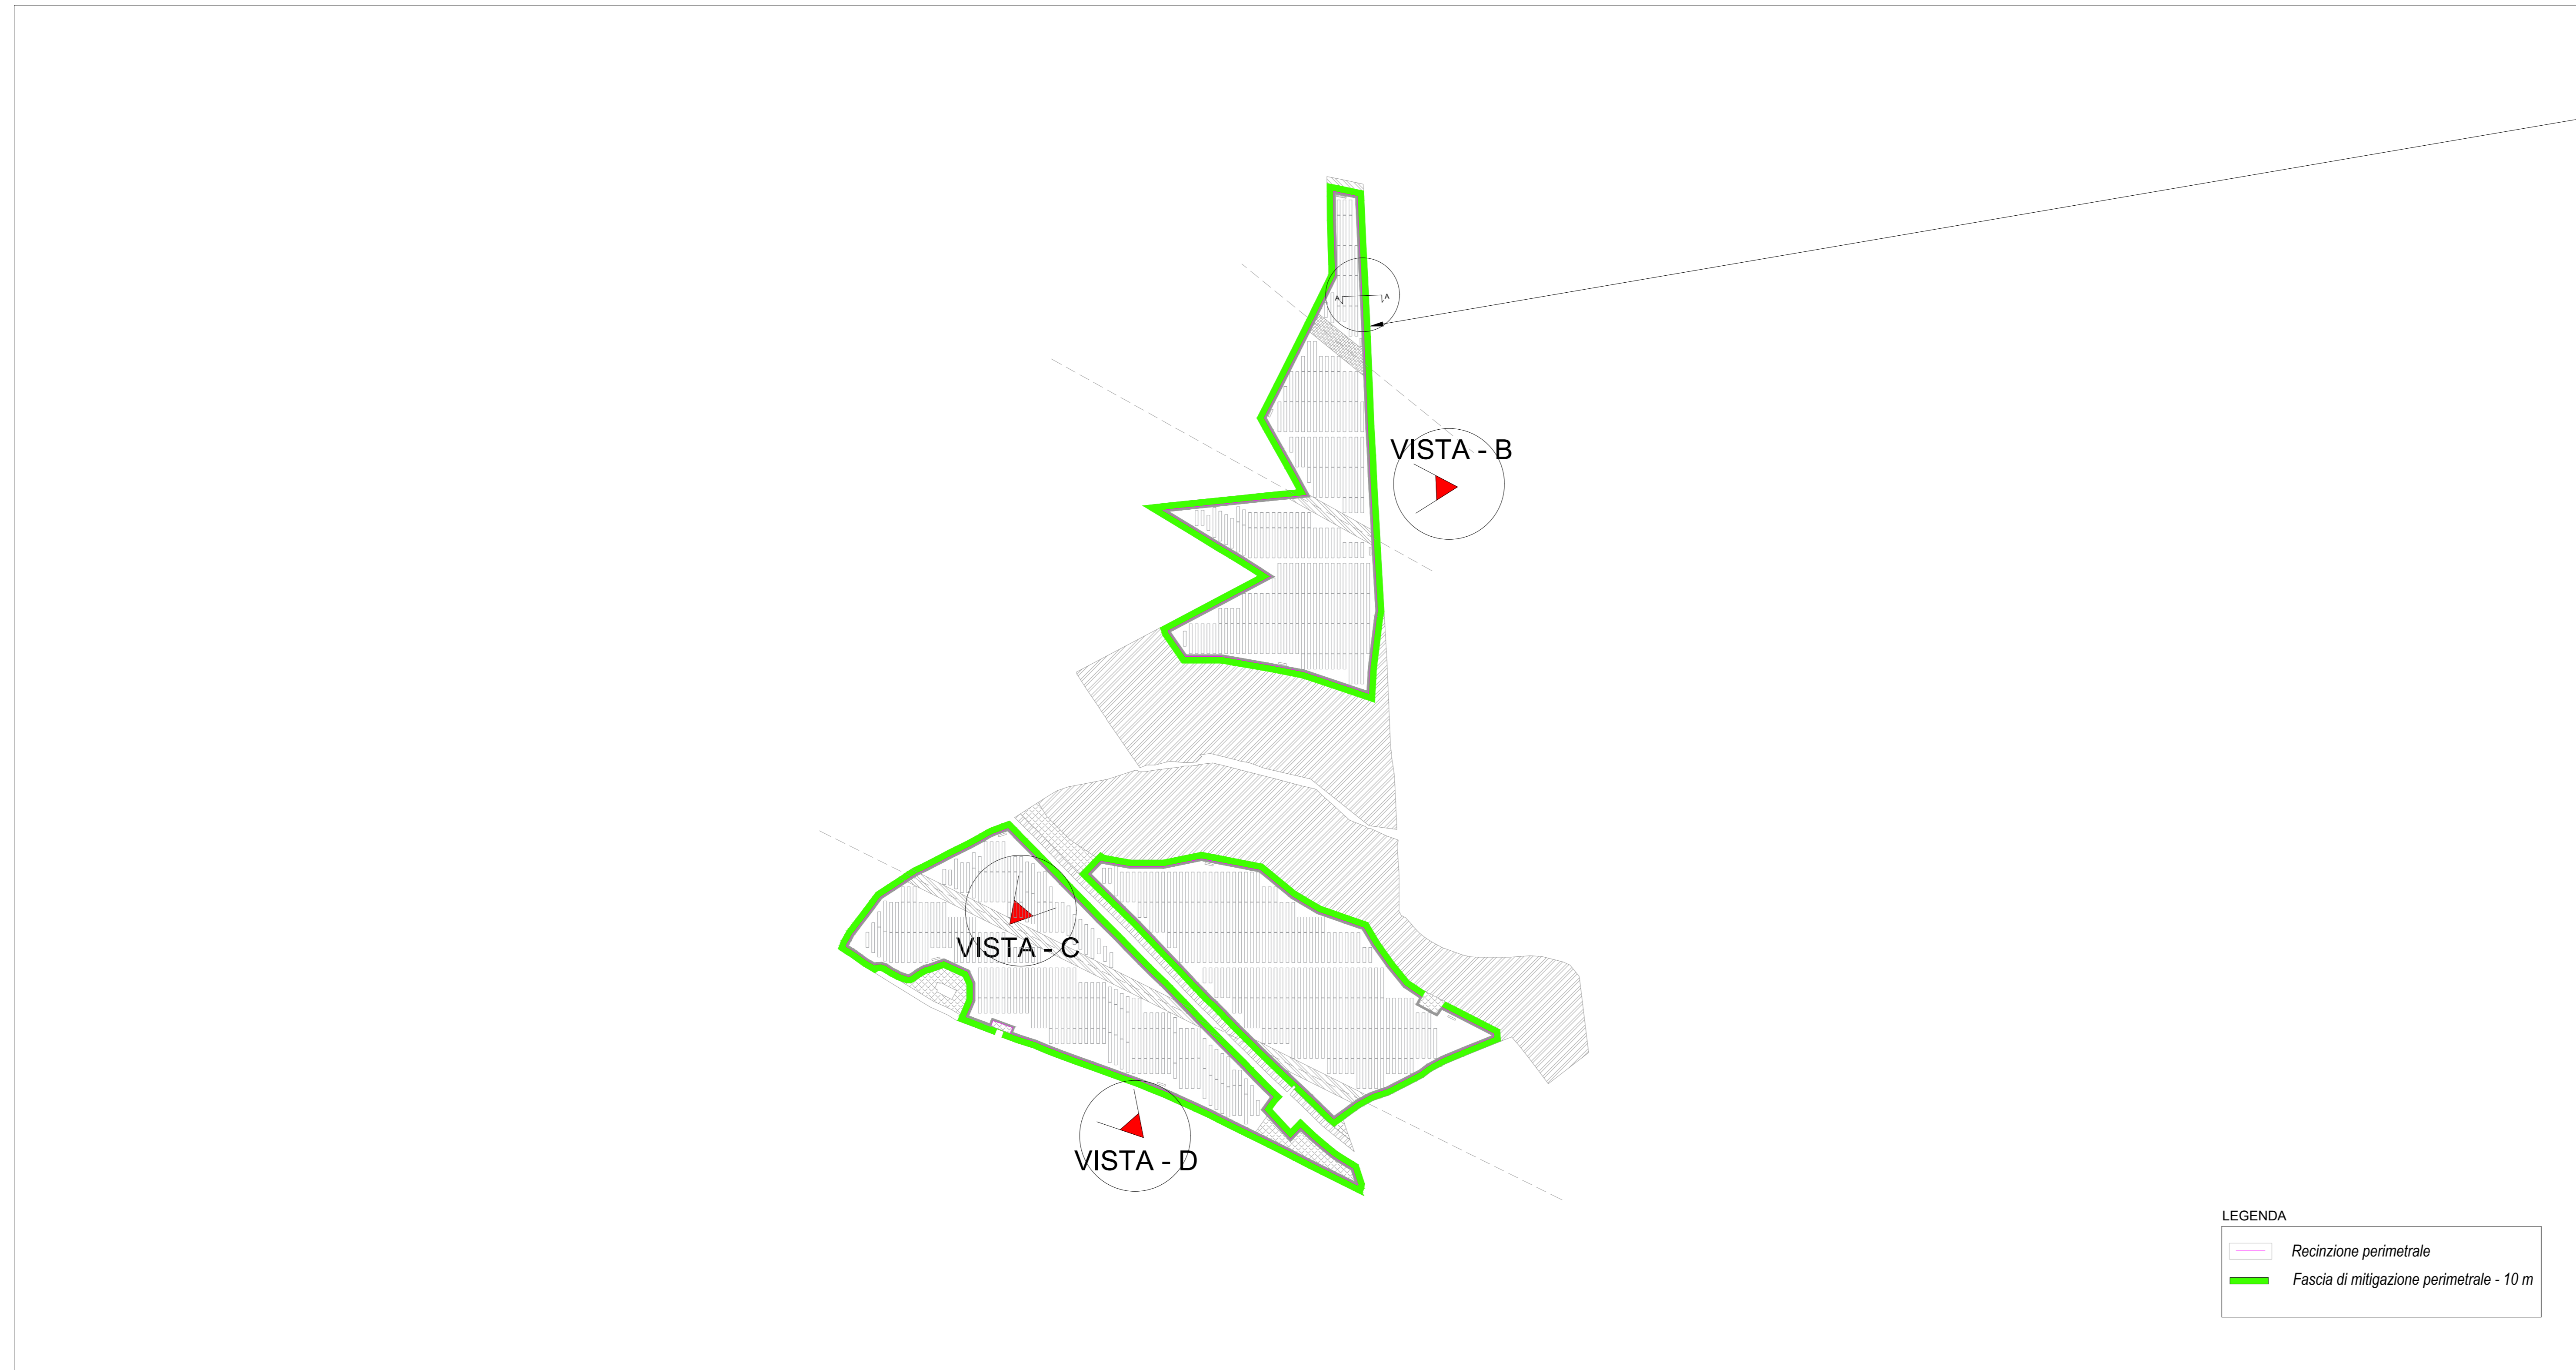 A A
VISTA - B
VISTA - C
VISTA - D
LEGENDA
Recinzione perimetrale
Fascia di mitigazione perimetrale - 10 m